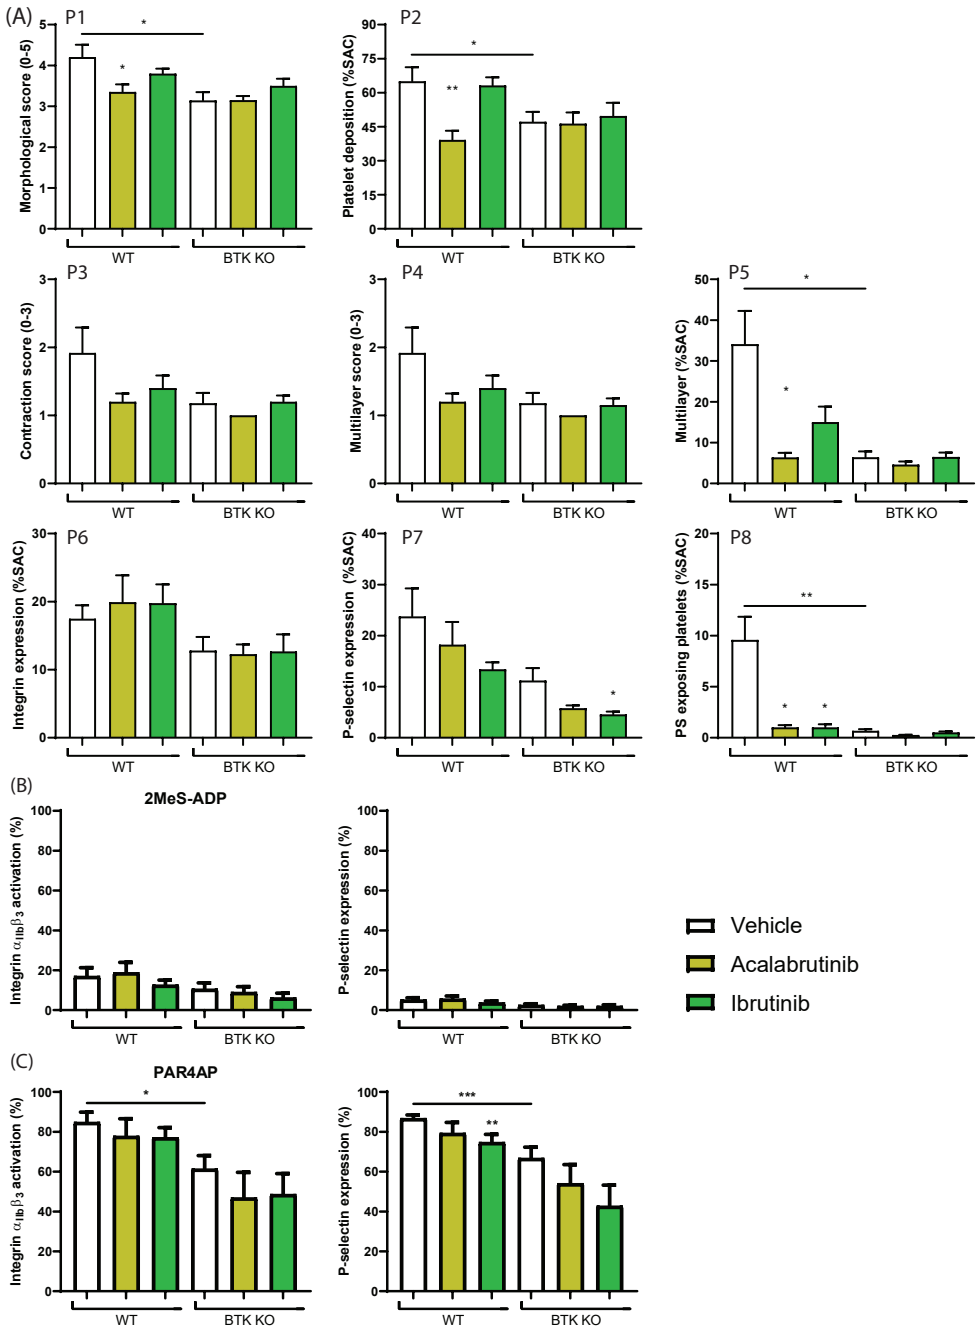 (A)
P1
Morphological score (0-5)
5
4
3
2
1
0
*
*
WT
BTK KO
P2
Platelet deposition (%SAC)
90
75
60
45
30
15
0
*
**
WT
BTK KO
P3
Contraction score (0-3)
3
2
1
0
WT
BTK KO
P4
Multilayer score (0-3)
3
2
1
0
WT
BTK KO
P5
Multilayer (%SAC)
50
40
30
20
10
0
*
*
WT
BTK KO
P6
Integrin expression (%SAC)
30
20
10
0
WT
BTK KO
P7
P-selectin expression (%SAC)
40
30
20
10
0
*
WT
BTK KO
P8
PS exposing platelets (%SAC)
20
15
10
5
0
**
*
*
WT
BTK KO
(B)
2MeS-ADP
Integrin αIIbβ3 activation (%)
100
80
60
40
20
0
WT
BTK KO
P-selectin expression (%)
100
80
60
40
20
0
WT
BTK KO
Vehicle
Acalabrutinib
Ibrutinib
(C)
PAR4AP
Integrin αIIbβ3 activation (%)
100
80
60
40
20
0
*
WT
BTK KO
P-selectin expression (%)
100
80
60
40
20
0
***
**
WT
BTK KO